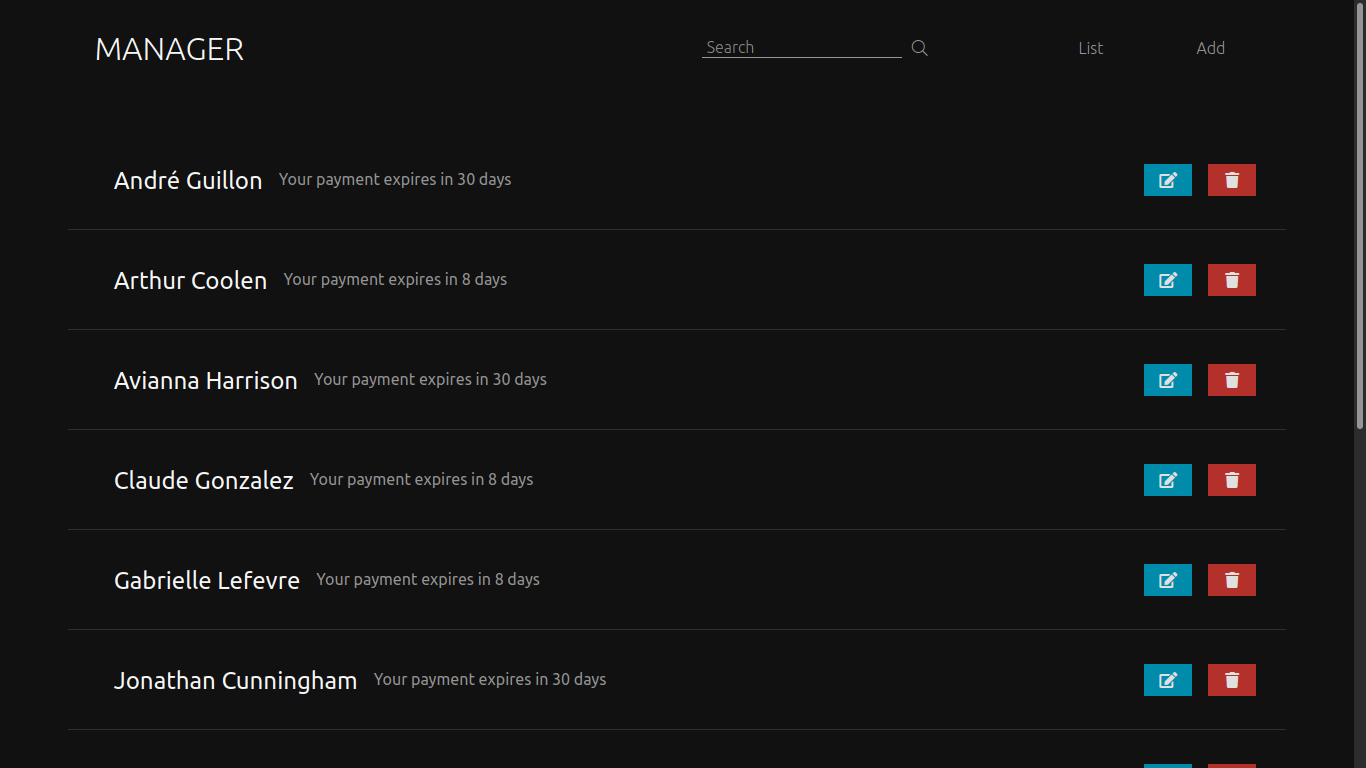 MANAGER
Search
List
Add
André Guillon Your payment expires in 30 days
Arthur Coolen Your payment expires in 8 days
Avianna Harrison Your payment expires in 30 days
Claude Gonzalez Your payment expires in 8 days
Gabrielle Lefevre Your payment expires in 8 days
Jonathan Cunningham Your payment expires in 30 days